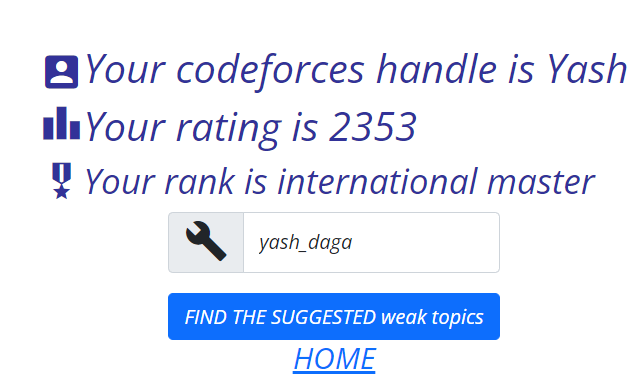 Your codeforces handle is Yash
Your rating is 2353
Your rank is international master
yash_daga
FIND THE SUGGESTED weak topics
HOME